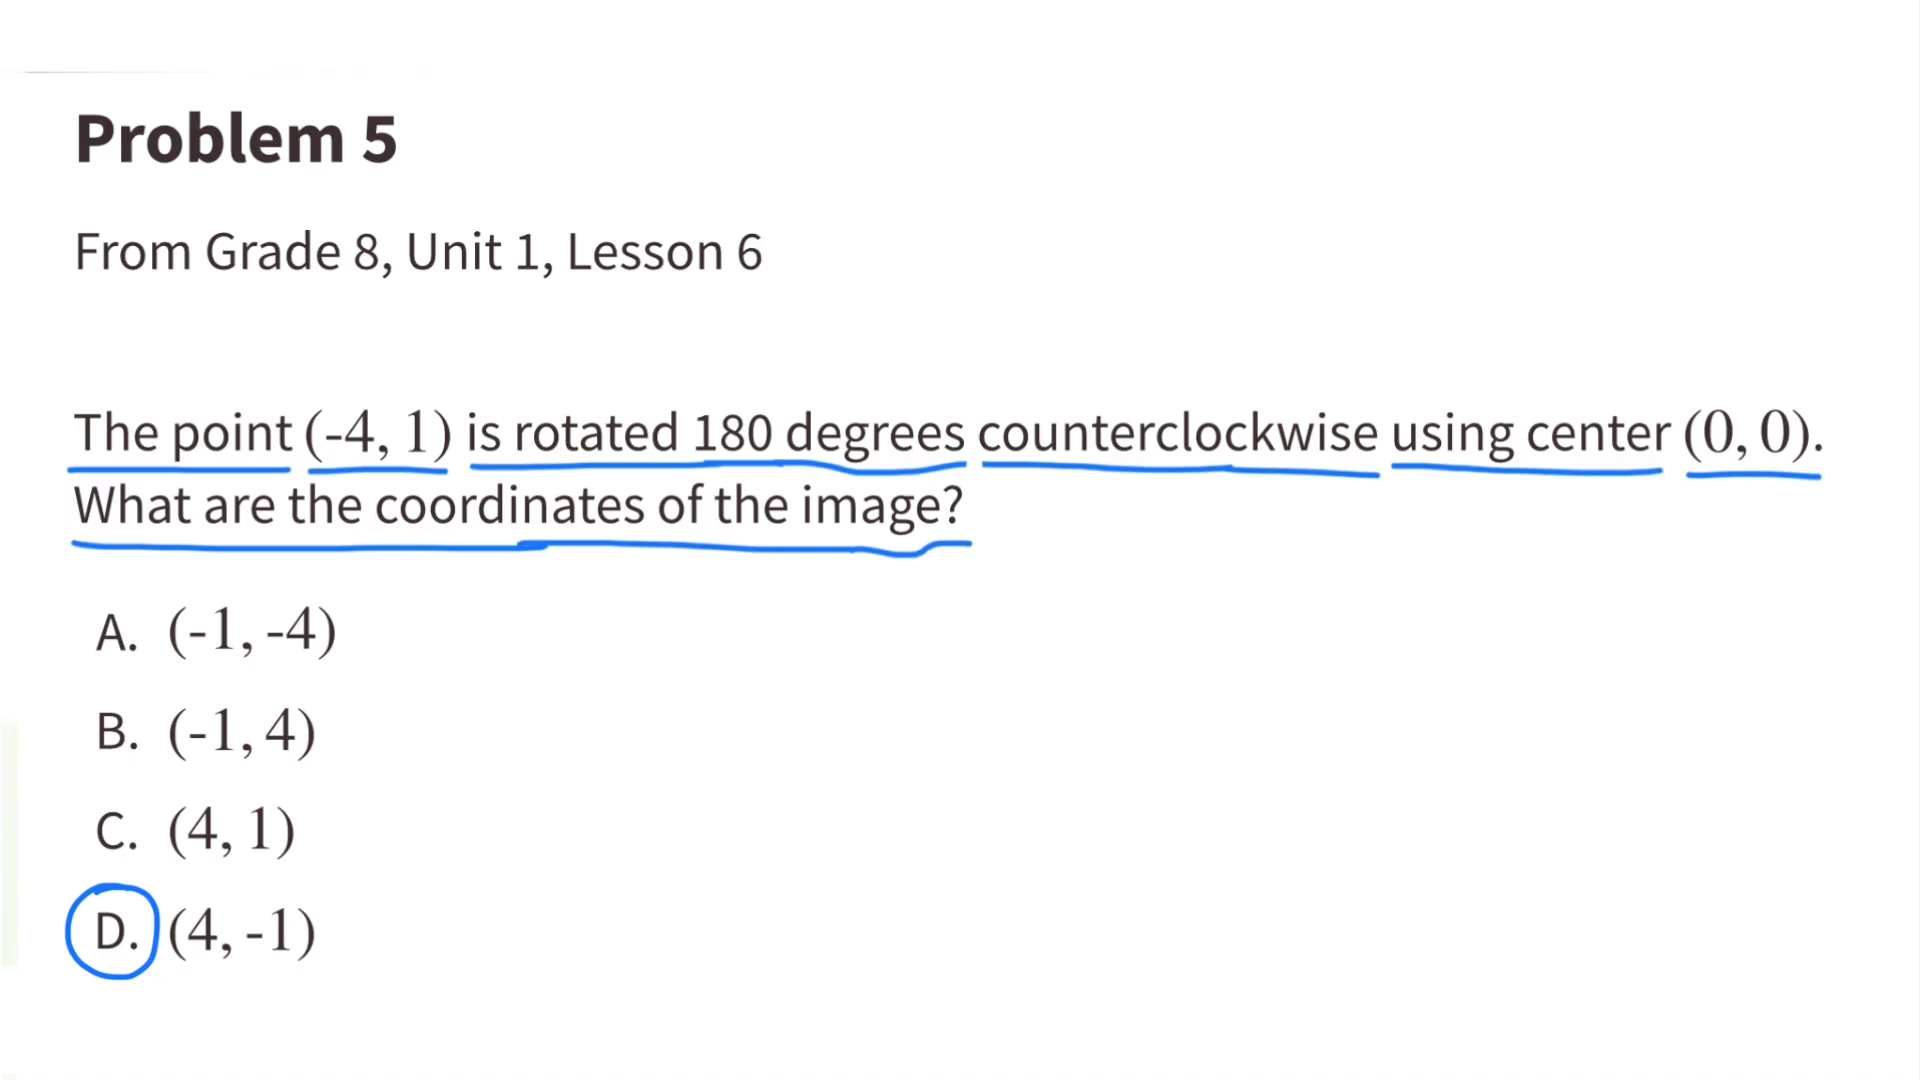 Problem 5
From Grade 8, Unit 1, Lesson 6
The point (-4, 1) is rotated 180 degrees counterclockwise using center (0, 0).
What are the coordinates of the image?
A. (-1, -4)
B. (-1, 4)
C. (4, 1)
D. (4, -1)